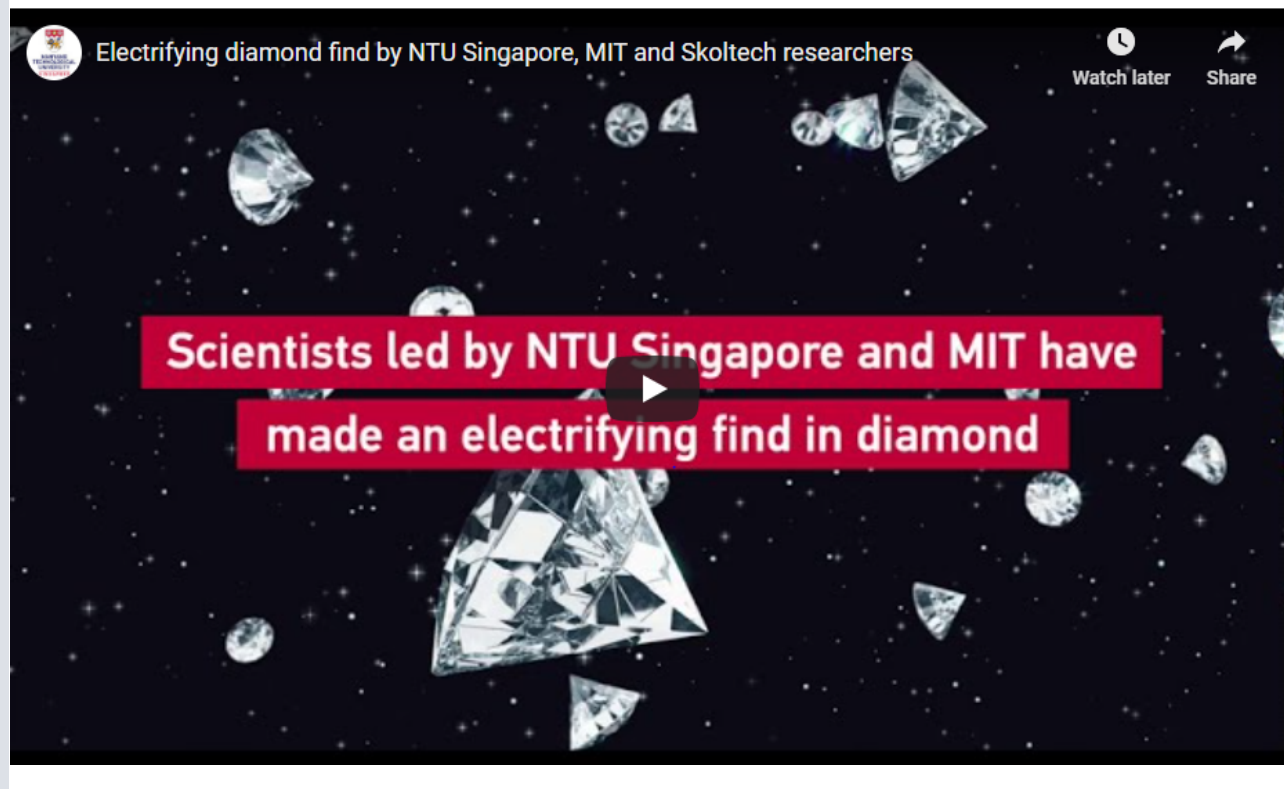 Electrifying diamond find by NTU Singapore, MIT and Skoltech researchers
Watch later
Share
Scientists led by NTU Singapore and MIT have
made an electrifying find in diamond